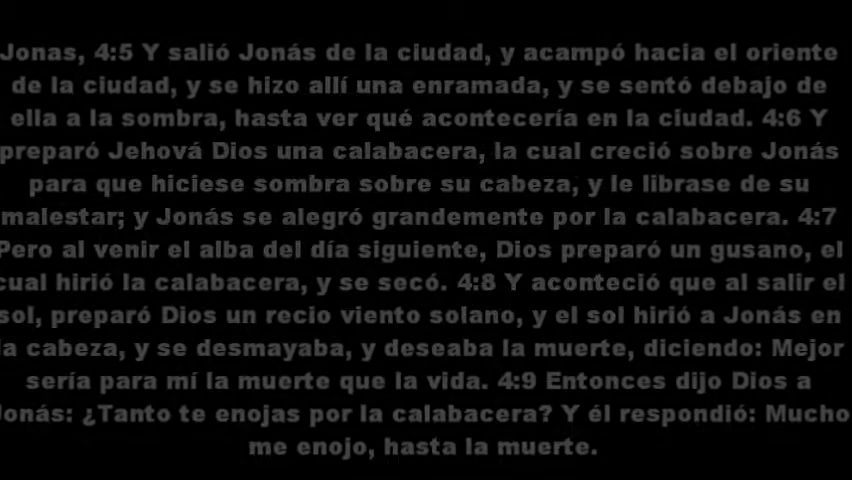 Jonas, 4:5 Y salió Jonás de la ciudad, y acampó hacia el oriente
de la ciudad, y se hizo allí una enramada, y se sentó debajo de
ella a la sombra, hasta ver qué acontecería en la ciudad. 4:6 Y
preparó Jehová Dios una calabacera, la cual creció sobre Jonás
para que hiciese sombra sobre su cabeza, y le librase de su
malestar; y Jonás se alegró grandemente por la calabacera. 4:7
Pero al venir el alba del día siguiente, Dios preparó un gusano, el
cual hirió la calabacera, y se secó. 4:8 Y aconteció que al salir el
sol, preparó Dios un recio viento solano, y el sol hirió a Jonás en
la cabeza, y se desmayaba, y deseaba la muerte, diciendo: Mejor
sería para mí la muerte que la vida. 4:9 Entonces dijo Dios a
Jonás: ¿Tanto te enojas por la calabacera? Y él respondió: Mucho
me enojo, hasta la muerte.